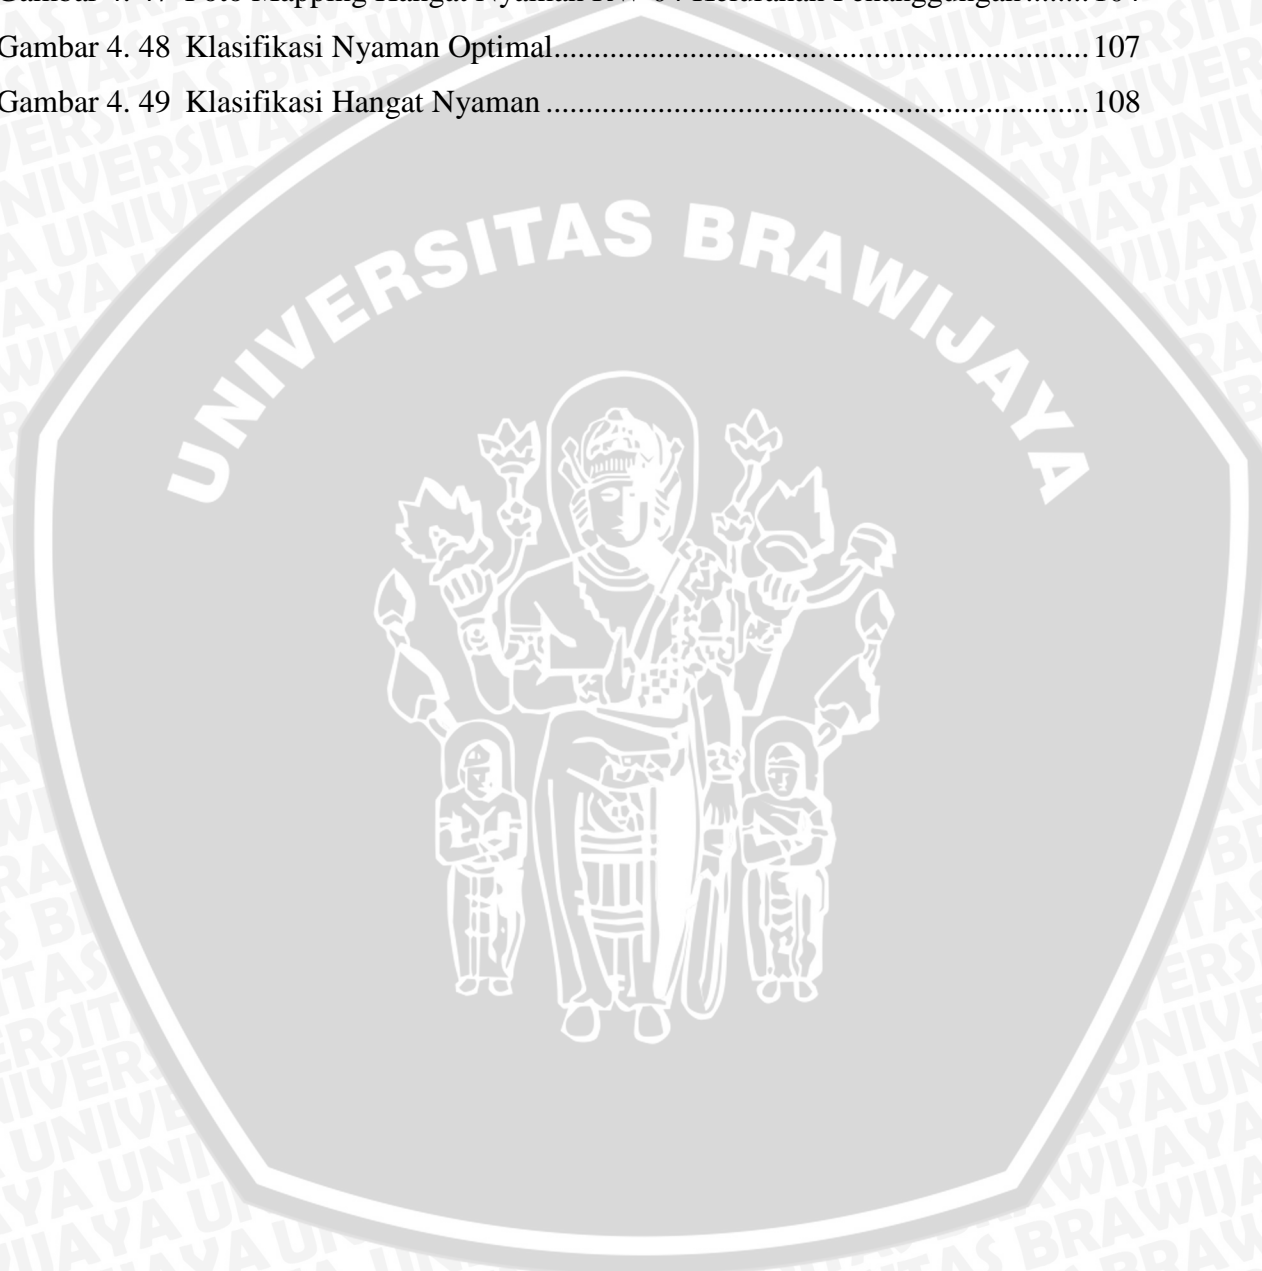 Gambar 4. 48 Klasifikasi Nyaman Optimal.....................................................................107
Gambar 4. 49 Klasifikasi Hangat Nyaman ......................................................................108
UNIVERSITAS BRAWIJAYA